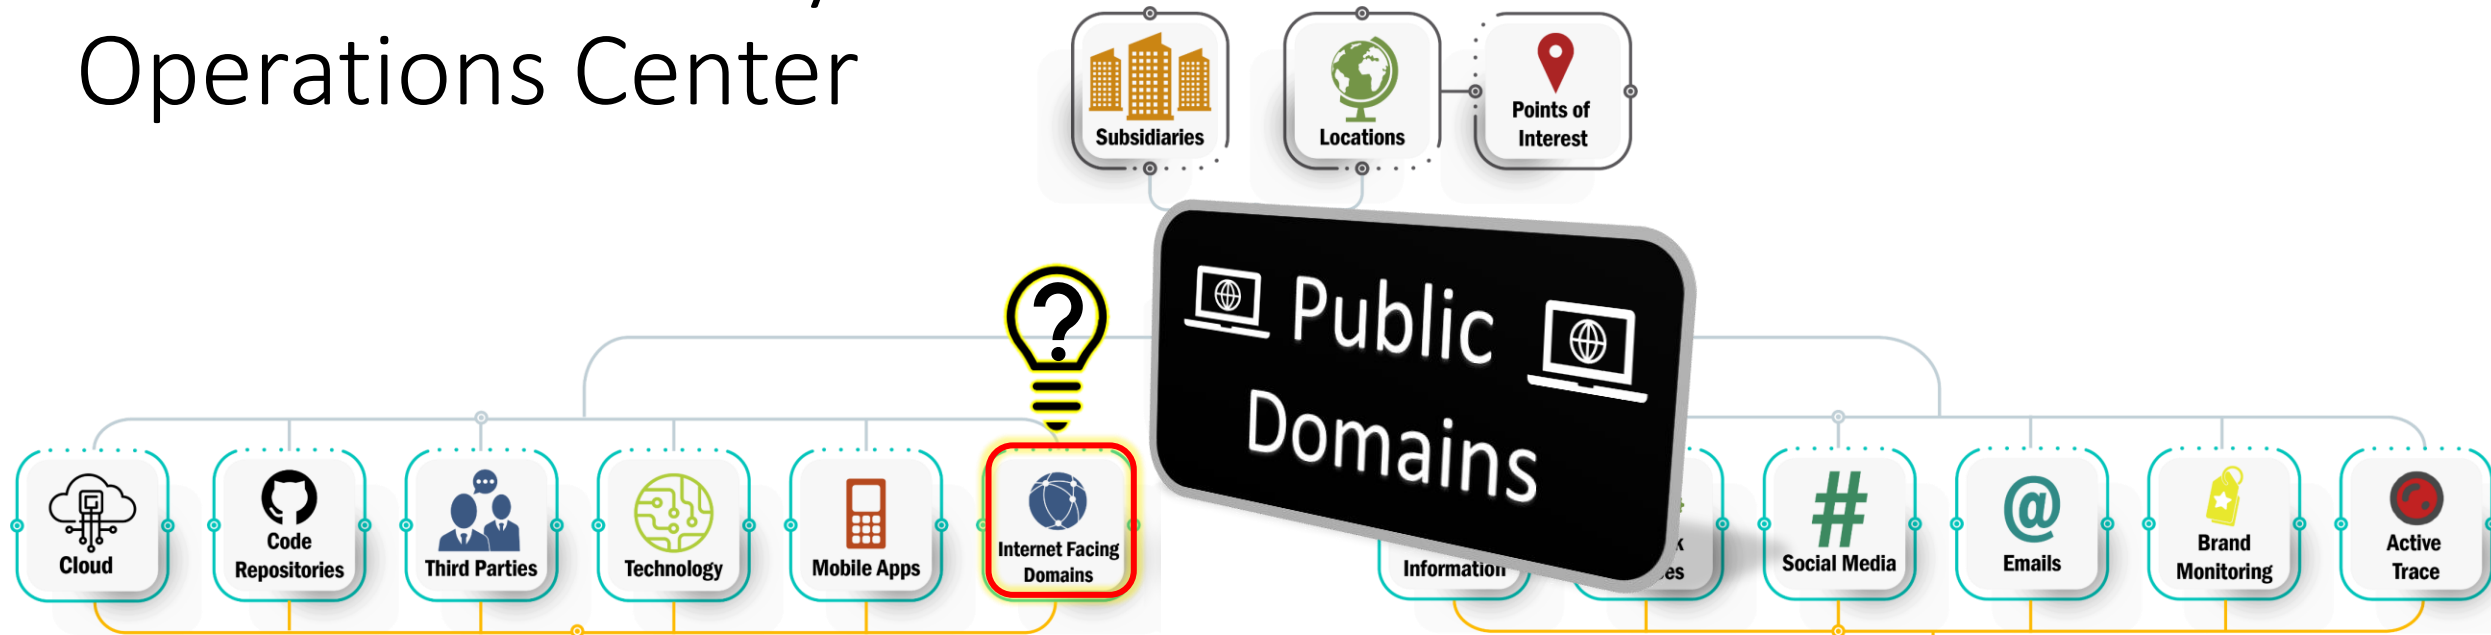 Operations Center
Subsidiaries
Locations
Points of
Interest
Public
Domains
Cloud
Code
Repositories
Third Parties
Technology
Mobile Apps
Internet Facing
Domains
Information
Social Media
Emails
Brand
Monitoring
Active
Trace